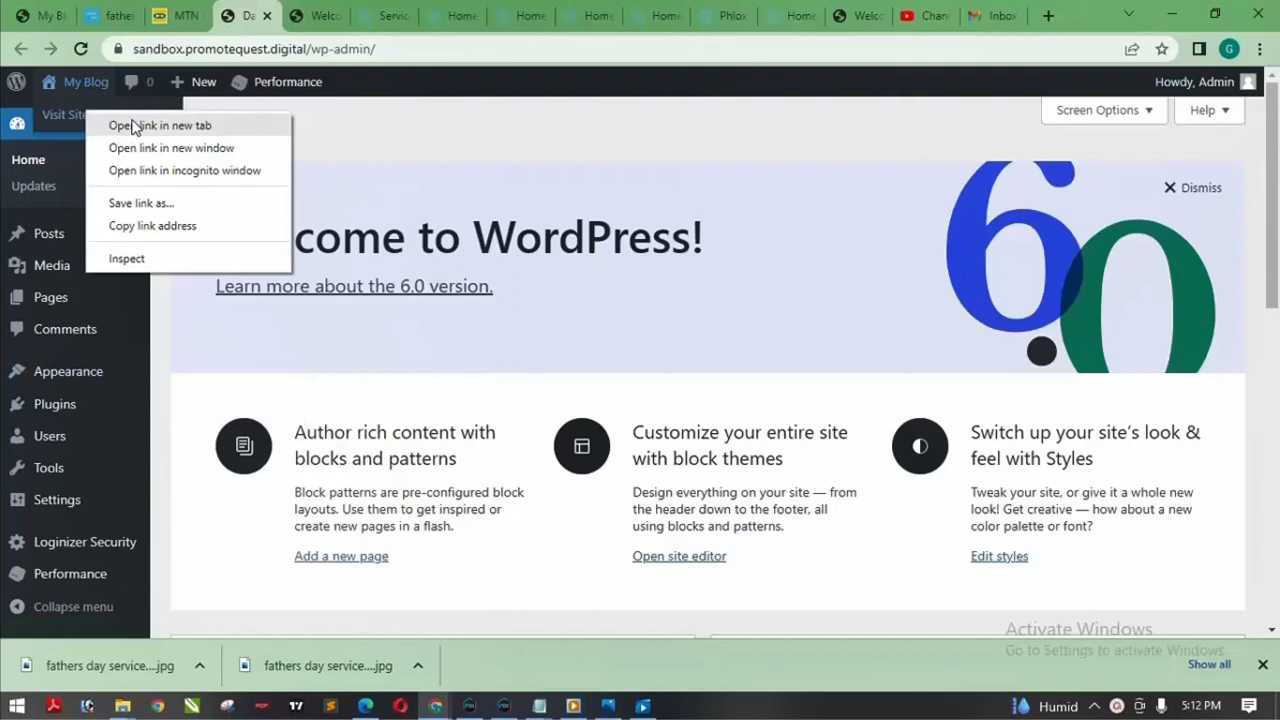 My Bl
father
MTN
Da
Welco
Servic
Home
Home
Home
Home
Phlox
Home
Welc
Chan
Inbox
sandbox.promotequest.digital/wp-admin/
G
My Blog
0
New
Performance
Howdy, Admin
Visit Site
Open link in new tab
Open link in new window
Open link in incognito window
Save link as...
Copy link address
Inspect
Screen Options
Help
Home
Updates
Posts
Media
Pages
Comments
Appearance
Plugins
Users
Tools
Settings
Loginizer Security
Performance
Collapse menu
come to WordPress!
Learn more about the 6.0 version.
Dismiss
6.0
Author rich content with
blocks and patterns
Block patterns are pre-configured block
layouts. Use them to get inspired or
create new pages in a flash.
Add a new page
Customize your entire site
with block themes
Design everything on your site — from
the header down to the footer, all
using blocks and patterns.
Open site editor
Switch up your site's look &
feel with Styles
Tweak your site, or give it a whole new
look! Get creative — how about a new
color palette or font?
Edit styles
Activate Windows
Go to Settings to activate Windows.
fathers day service....jpg
fathers day service....jpg
Show all
Humid
5:12 PM